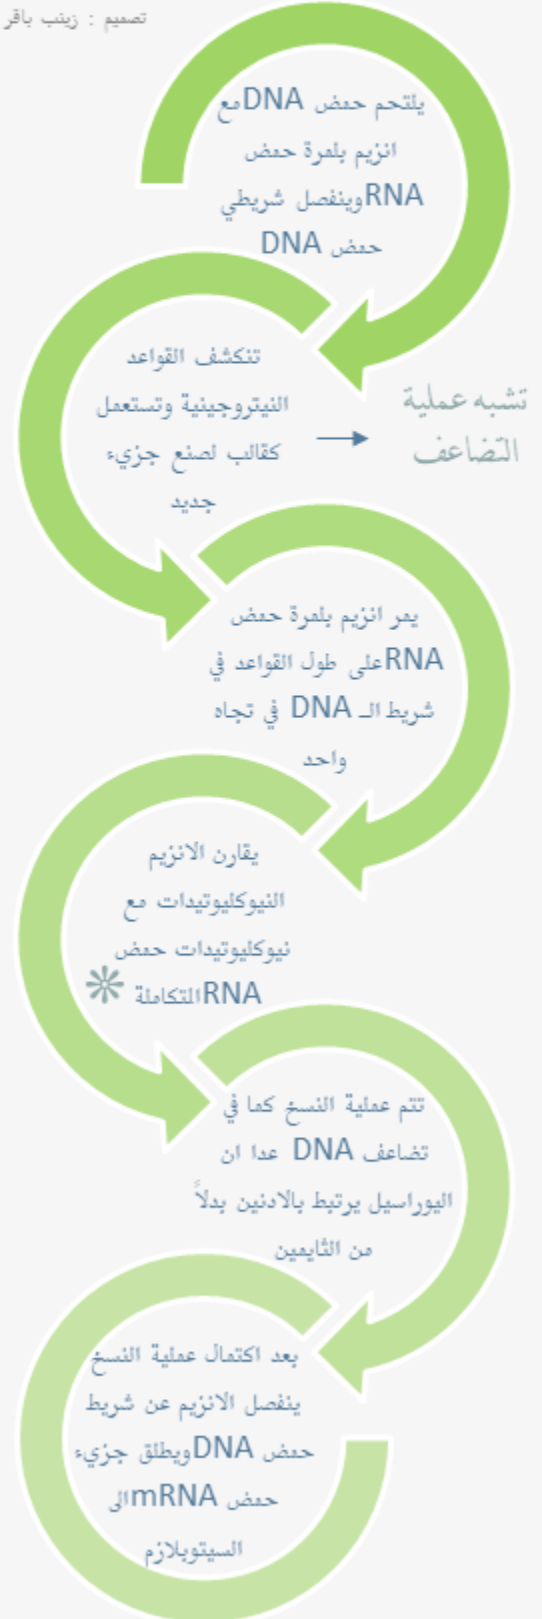 تصميم : زينب باقر
يلتحم حمض DNAمع
انزيم بلمرة حمض
RNAوينفصل شريطي
حمض DNA
تنكشف القواعد
النيتروجينية وتستعمل
كقالب لصنع جزيء
جديد
تشبه عملية
التضاعف
يمر انزيم بلمرة حمض
RNAعلى طول القواعد في
شريط الـ DNA في تجاه
واحد
يقارن الانزيم
النيوكليوتيدات مع
نيوكليوتيدات حمض
RNAالمتكاملة
تتم عملية النسخ كما في
تضاعف DNA عدا ان
اليوراسيل يرتبط بالادنين بدلاً
من الثايمين
بعد اكتمال عملية النسخ
ينفصل الانزيم عن شريط
حمض DNAويطلق جزيء
حمض mRNAالى
السيتوبلازم